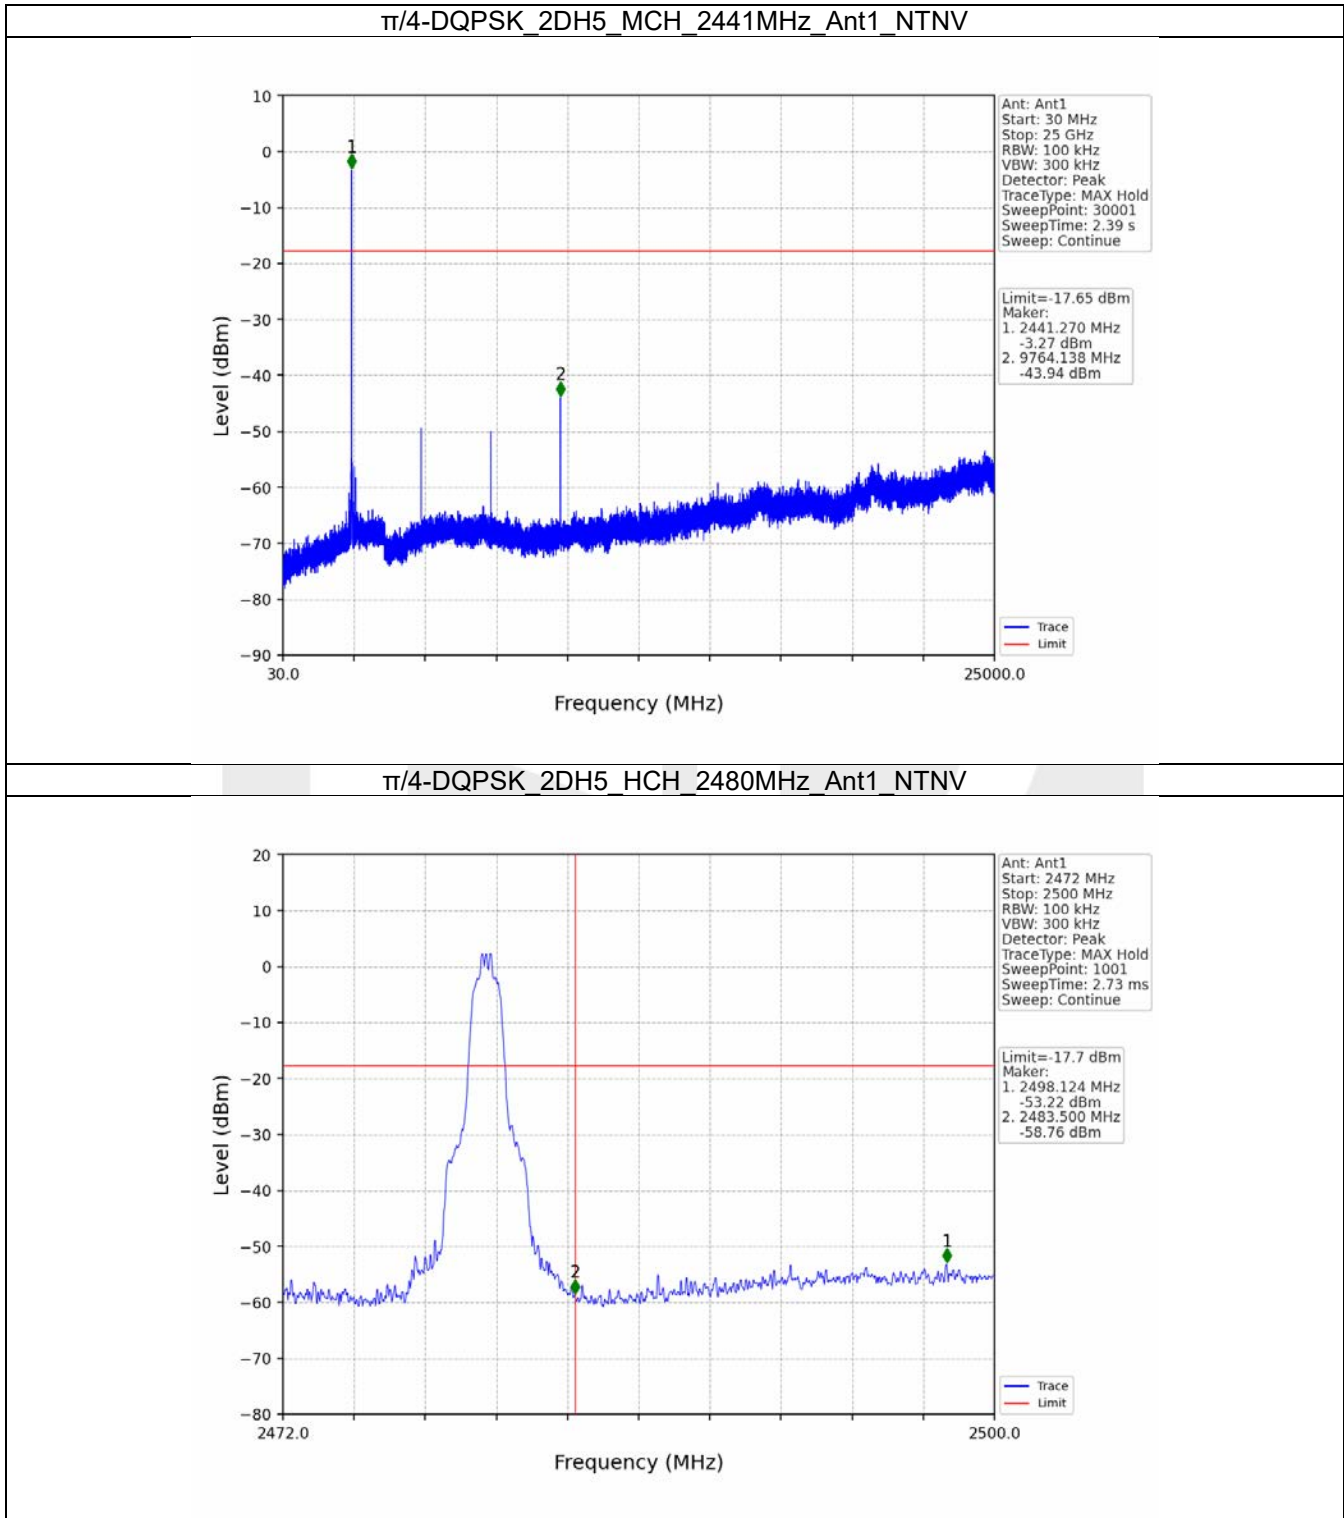 π/4-DQPSK_2DH5_MCH_2441MHz_Ant1_NTNV
10
0
−10
−20
−30
−40
−50
−60
−70
−80
−90
Level (dBm)
1
2
30.0
25000.0
Frequency (MHz)
Ant: Ant1
Start: 30 MHz
Stop: 25 GHz
RBW: 100 kHz
VBW: 300 kHz
Detector: Peak
TraceType: MAX Hold
SweepPoint: 30001
SweepTime: 2.39 s
Sweep: Continue
Limit=-17.65 dBm
Maker:
1. 2441.270 MHz
-3.27 dBm
2. 9764.138 MHz
-43.94 dBm
Trace
Limit
π/4-DQPSK_2DH5_HCH_2480MHz_Ant1_NTNV
20
10
0
−10
−20
−30
−40
−50
−60
−70
−80
Level (dBm)
2
1
2472.0
2500.0
Frequency (MHz)
Ant: Ant1
Start: 2472 MHz
Stop: 2500 MHz
RBW: 100 kHz
VBW: 300 kHz
Detector: Peak
TraceType: MAX Hold
SweepPoint: 1001
SweepTime: 2.73 ms
Sweep: Continue
Limit=-17.7 dBm
Maker:
1. 2498.124 MHz
-53.22 dBm
2. 2483.500 MHz
-58.76 dBm
Trace
Limit